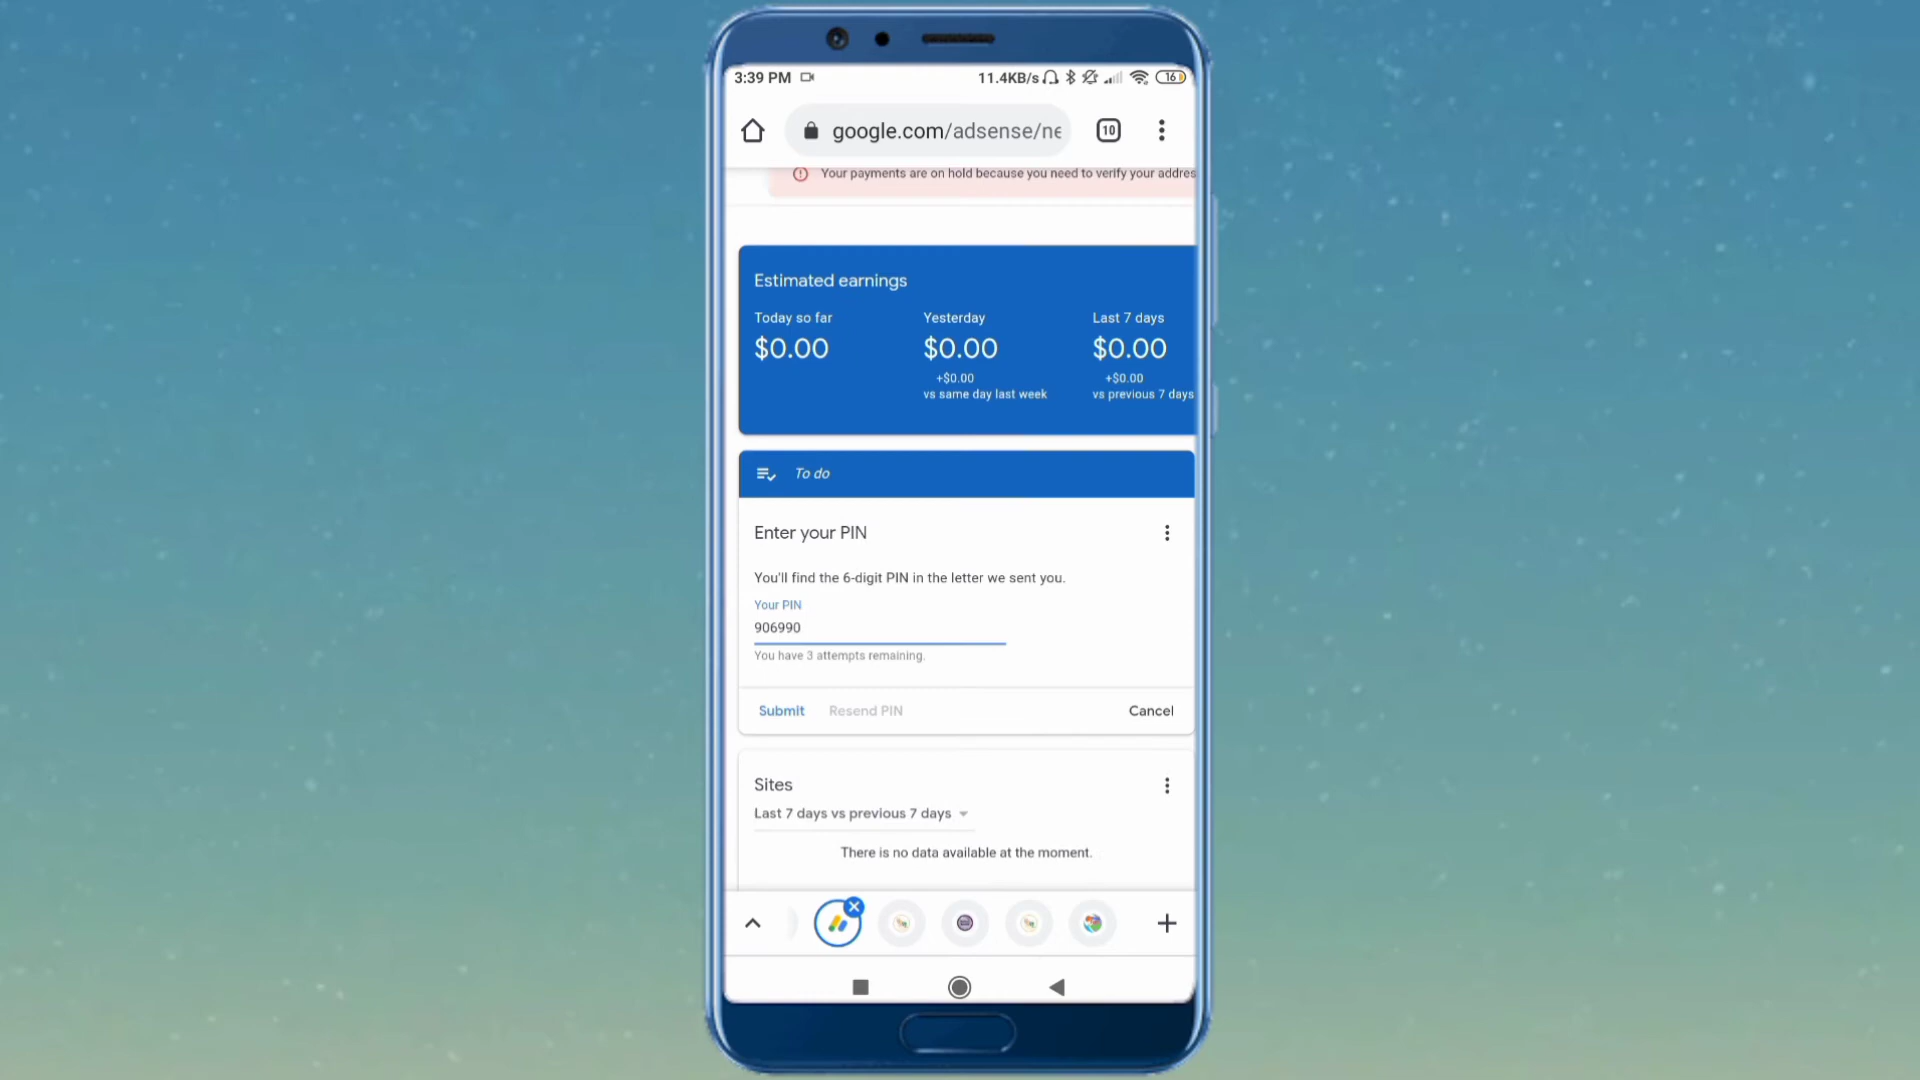 3:39 PM 11.4KB/s 16
google.com/adsense/ne
10
Your payments are on hold because you need to verify your addres
Estimated earnings
Today so far Yesterday Last 7 days
$0.00 $0.00 $0.00
+$0.00 +$0.00
vs same day last week vs previous 7 days
To do
Enter your PIN
You'll find the 6-digit PIN in the letter we sent you.
Your PIN
906990
You have 3 attempts remaining.
Submit Resend PIN Cancel
Sites
Last 7 days vs previous 7 days
There is no data available at the moment.